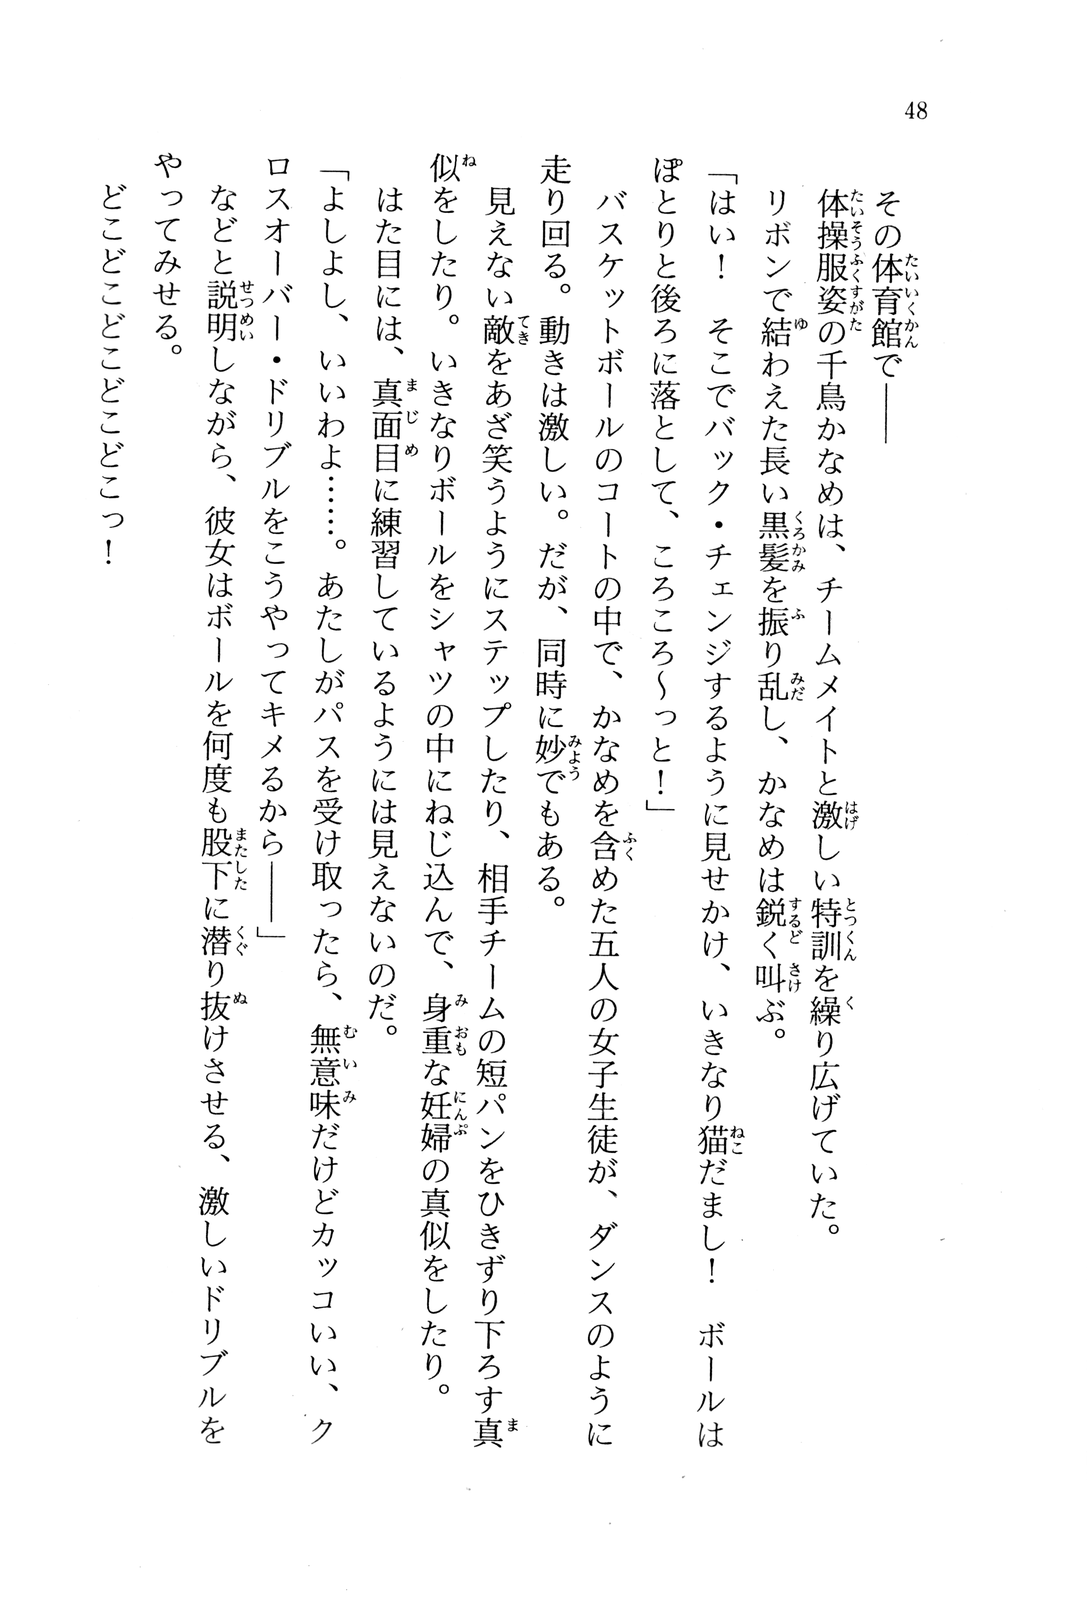 48
その体育館で――
体操服姿の千鳥かなめは、チームメイトと激しい特訓を繰り広げていた。
リボンで結わえた長い黒髪を振り乱し、かなめは鋭く叫ぶ。
「はい！　そこでバック・チェンジするように見せかけ、いきなり猫だまし！　ボールは
ぽとりと後ろに落として、ころころ～っと！」
バスケットボールのコートの中で、かなめを含めた五人の女子生徒が、ダンスのように
走り回る。動きは激しい。だが、同時に妙でもある。
見えない敵をあざ笑うようにステップしたり、相手チームの短パンをひきずり下ろす真
似をしたり。いきなりボールをシャツの中にねじ込んで、身重な妊婦の真似をしたり。
はた目には、真面目に練習しているようには見えないのだ。
「よしよし、いいわよ……。あたしがパスを受け取ったら、無意味だけどカッコいい、ク
ロスオーバー・ドリブルをこうやってキメるから――」
などと説明しながら、彼女はボールを何度も股下に潜り抜けさせる、激しいドリブルを
やってみせる。
どこどこどこどこどこっ！